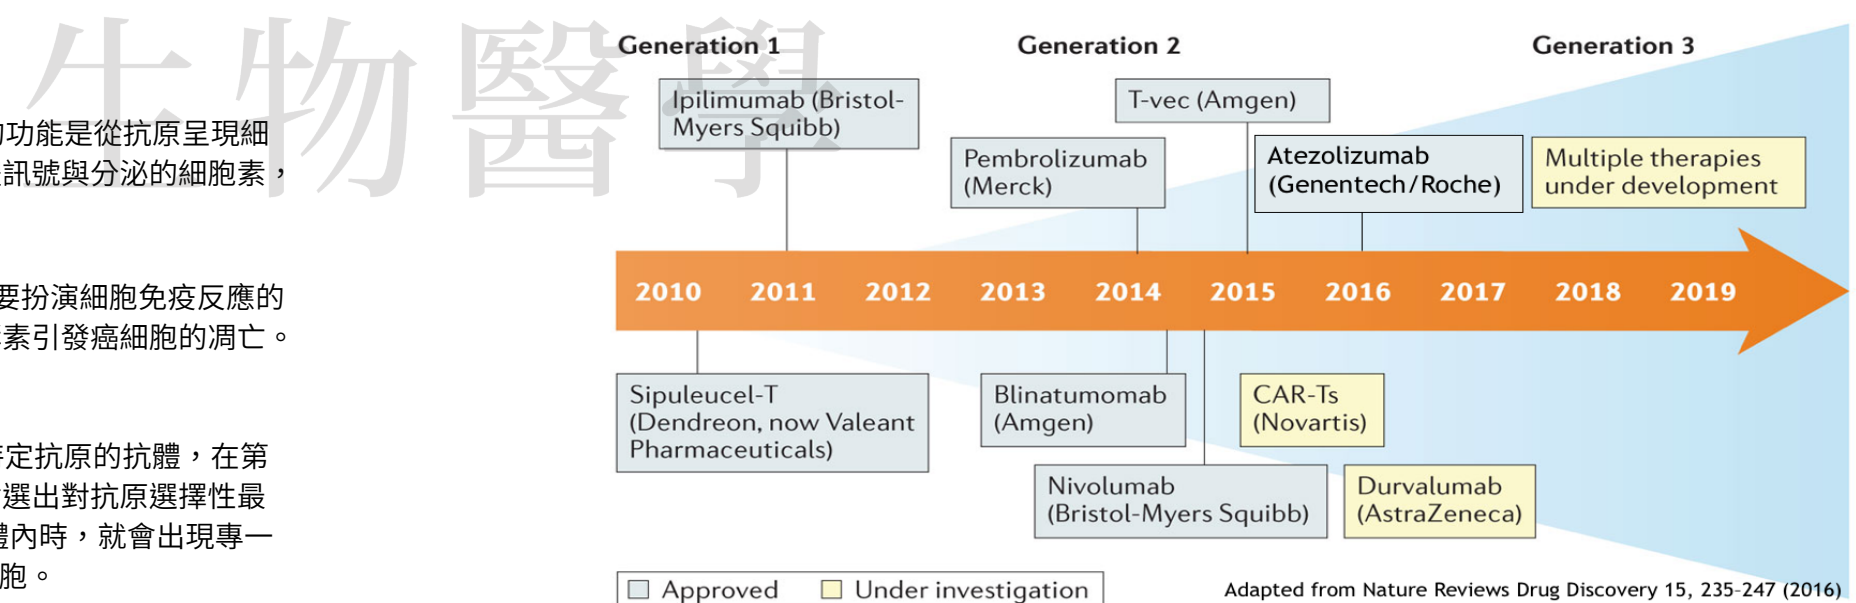 生物醫學
的功能是從抗原呈現細
訊號與分泌的細胞素，
要扮演細胞免疫反應的
素引發癌細胞的凋亡。
特定抗原的抗體，在第
選出對抗原選擇性最
體內時，就會出現專一
胞。
Generation 1
Generation 2
Generation 3
Ipilimumab (Bristol-
Myers Squibb)
T-vec (Amgen)
Pembrolizumab
(Merck)
Atezolizumab
(Genentech/Roche)
Multiple therapies
under development
2010 2011 2012 2013 2014 2015 2016 2017 2018 2019
Sipuleucel-T
(Dendreon, now Valeant
Pharmaceuticals)
Blinatumomab
(Amgen)
CAR-Ts
(Novartis)
Nivolumab
(Bristol-Myers Squibb)
Durvalumab
(AstraZeneca)
Approved
Under investigation
Adapted from Nature Reviews Drug Discovery 15, 235-247 (2016)